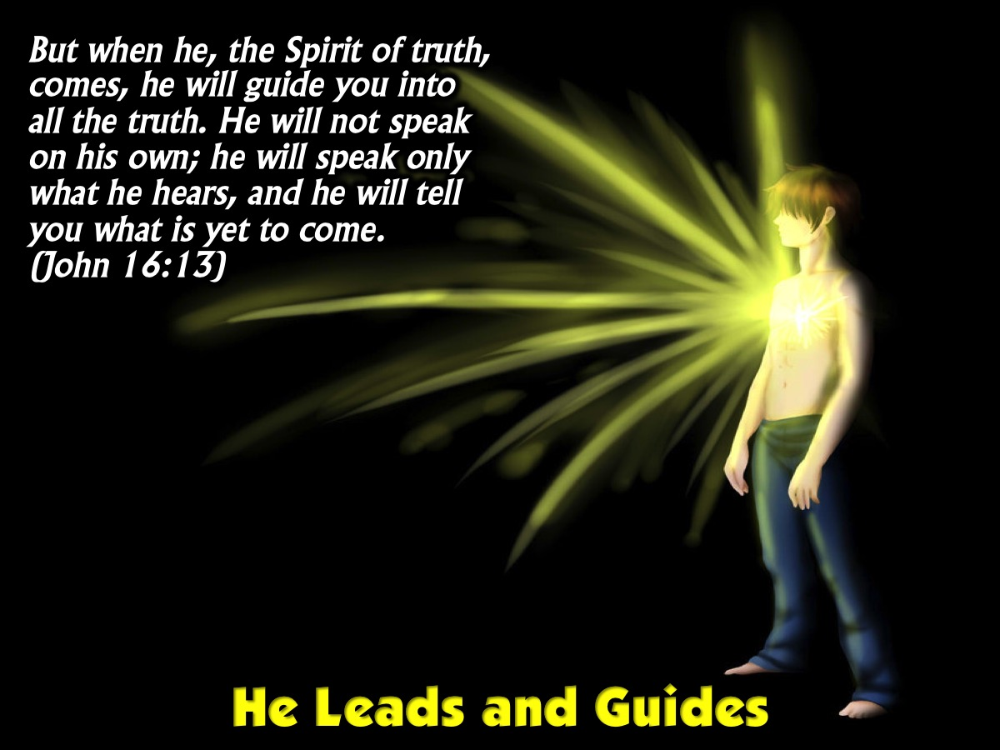 But when he, the Spirit of truth,
comes, he will guide you into
all the truth. He will not speak
on his own; he will speak only
what he hears, and he will tell
you what is yet to come.
(John 16:13)
He Leads and Guides